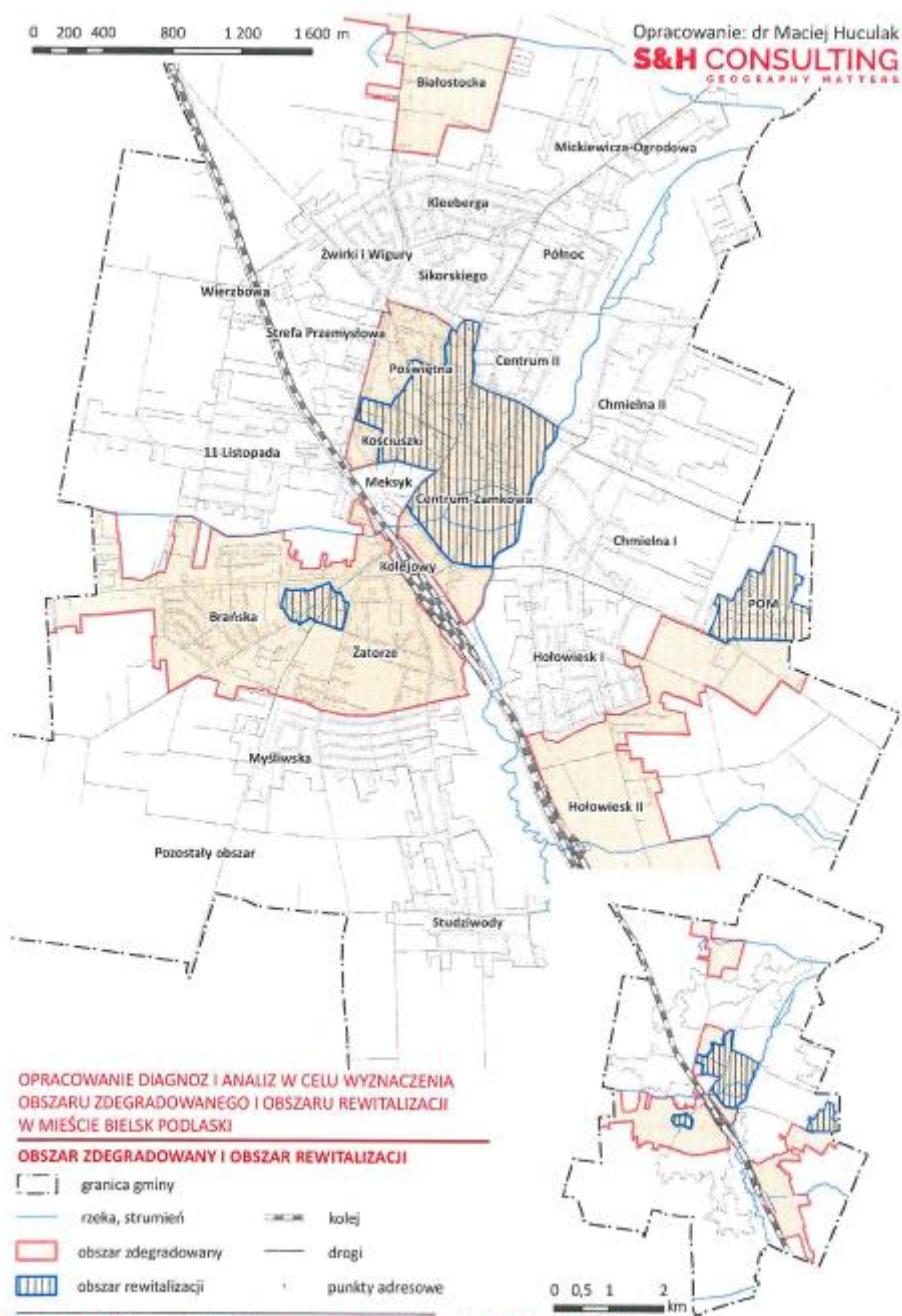 0 200 400 800 1 200 1 600 m
Opracowanie: dr Maciej Huculak
S&H CONSULTING
GEOGRAPHY MATTERS
Białostocka
Mickiewicza-Ogrodowa
Kleeberga
Żwirki i Wigury
Północ
Sikorskiego
Wierzbowa
Strefa Przemysłowa
Poświętna
Centrum II
Chmielna II
Kościuszki
11 Listopada
Meksyk
Centrum-Zamkowa
Chmielna I
Kolejowy
POM
Brańska
Zatorze
Hołowiesk I
Myśliwska
Hołowiesk II
Pozostały obszar
Studziwody
OPRACOWANIE DIAGNOZ I ANALIZ W CELU WYZNACZENIA
OBSZARU ZDEGRADOWANEGO I OBSZARU REWITALIZACJI
W MIEŚCIE BIELSK PODLASKI
OBSZAR ZDEGRADOWANY I OBSZAR REWITALIZACJI
granica gminy
rzeka, strumień
kolej
obszar zdegradowany
drogi
obszar rewitalizacji
punkty adresowe
0 0,5 1 2
km